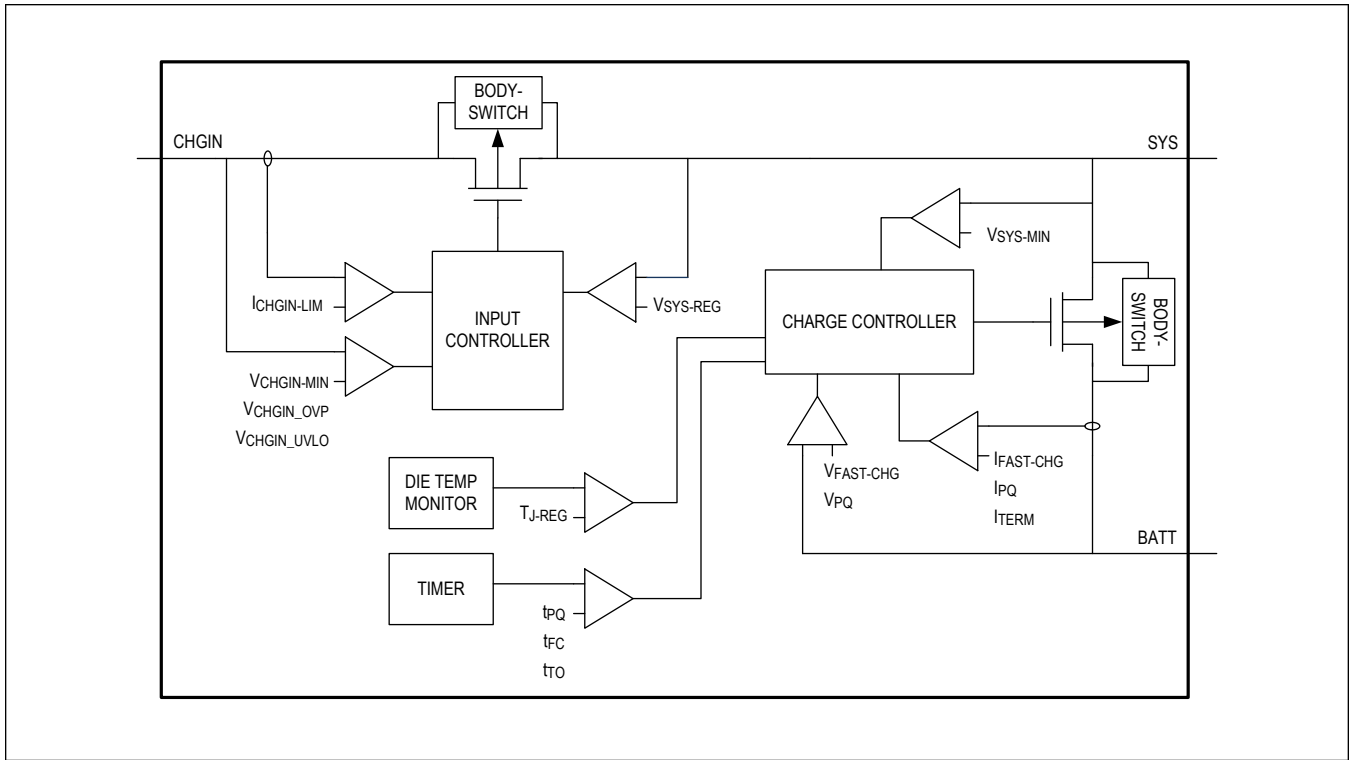 BODY-
SWITCH
CHGIN
SYS
VSYS-MIN
ICHGIN-LIM
INPUT
CONTROLLER
VSYS-REG
CHARGE CONTROLLER
BODY-
SWITCH
VCHGIN-MIN
VCHGIN_OVP
VCHGIN_UVLO
VFAST-CHG
VPQ
IFAST-CHG
IPQ
ITERM
DIE TEMP
MONITOR
TJ-REG
BATT
TIMER
tPQ
tFC
tTO